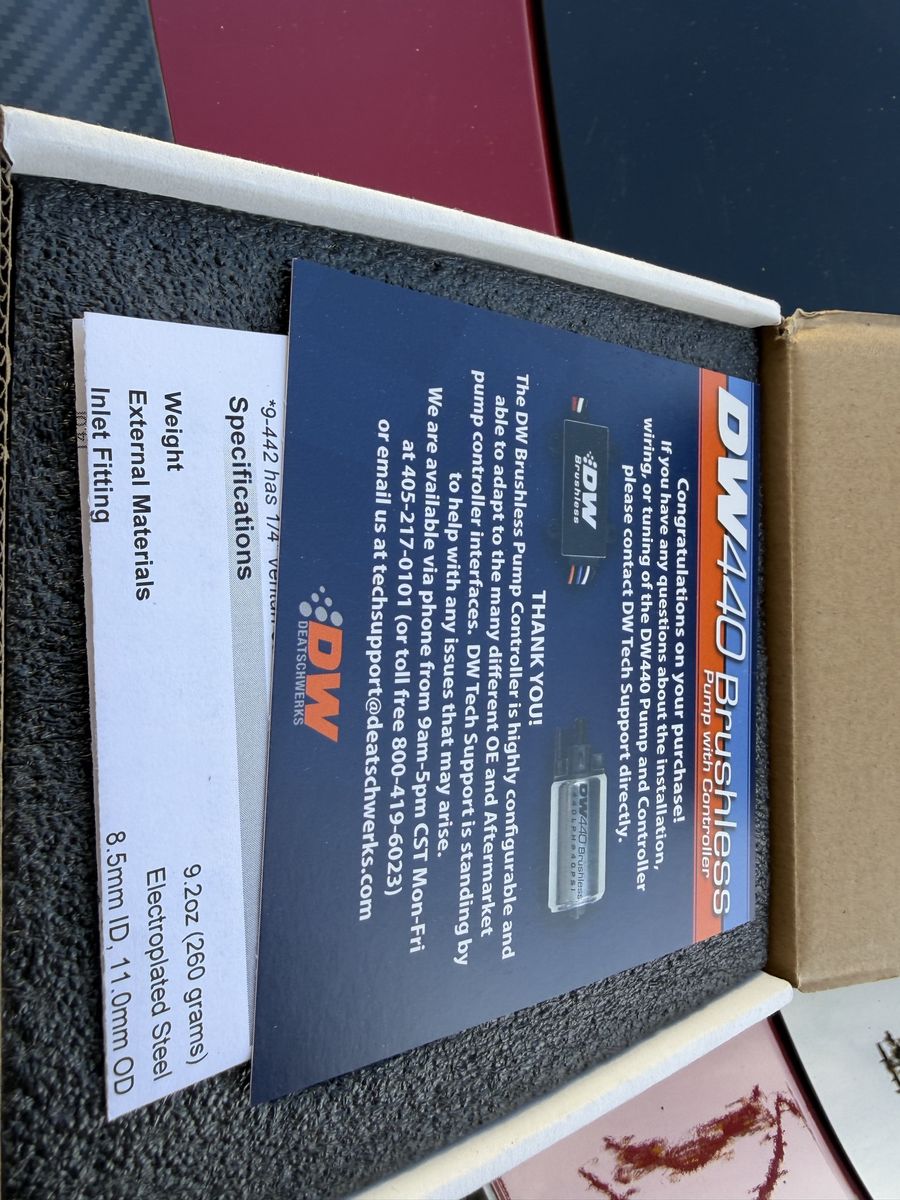 DW440 Brushless
Pump with Controller
Congratulations on your purchase!
If you have any questions about the installation,
wiring, or tuning of the DW440 Pump and Controller
please contact DW Tech Support directly.
DW
Brushless
DW440 Brushless
440LPH@40PSI
THANK YOU!
The DW Brushless Pump Controller is highly configurable and
able to adapt to the many different OE and Aftermarket
pump controller interfaces. DW Tech Support is standing by
to help with any issues that may arise.
We are available via phone from 9am-5pm CST Mon-Fri
at 405-217-0101 (or toll free 800-419-6023)
or email us at techsupport@deatschwerks.com
DW
DEATSCHWERKS
*9-442 has 1/4"
Specifications
Weight 9.2oz (260 grams)
External Materials Electroplated Steel
Inlet Fitting 8.5mm ID, 11.0mm OD